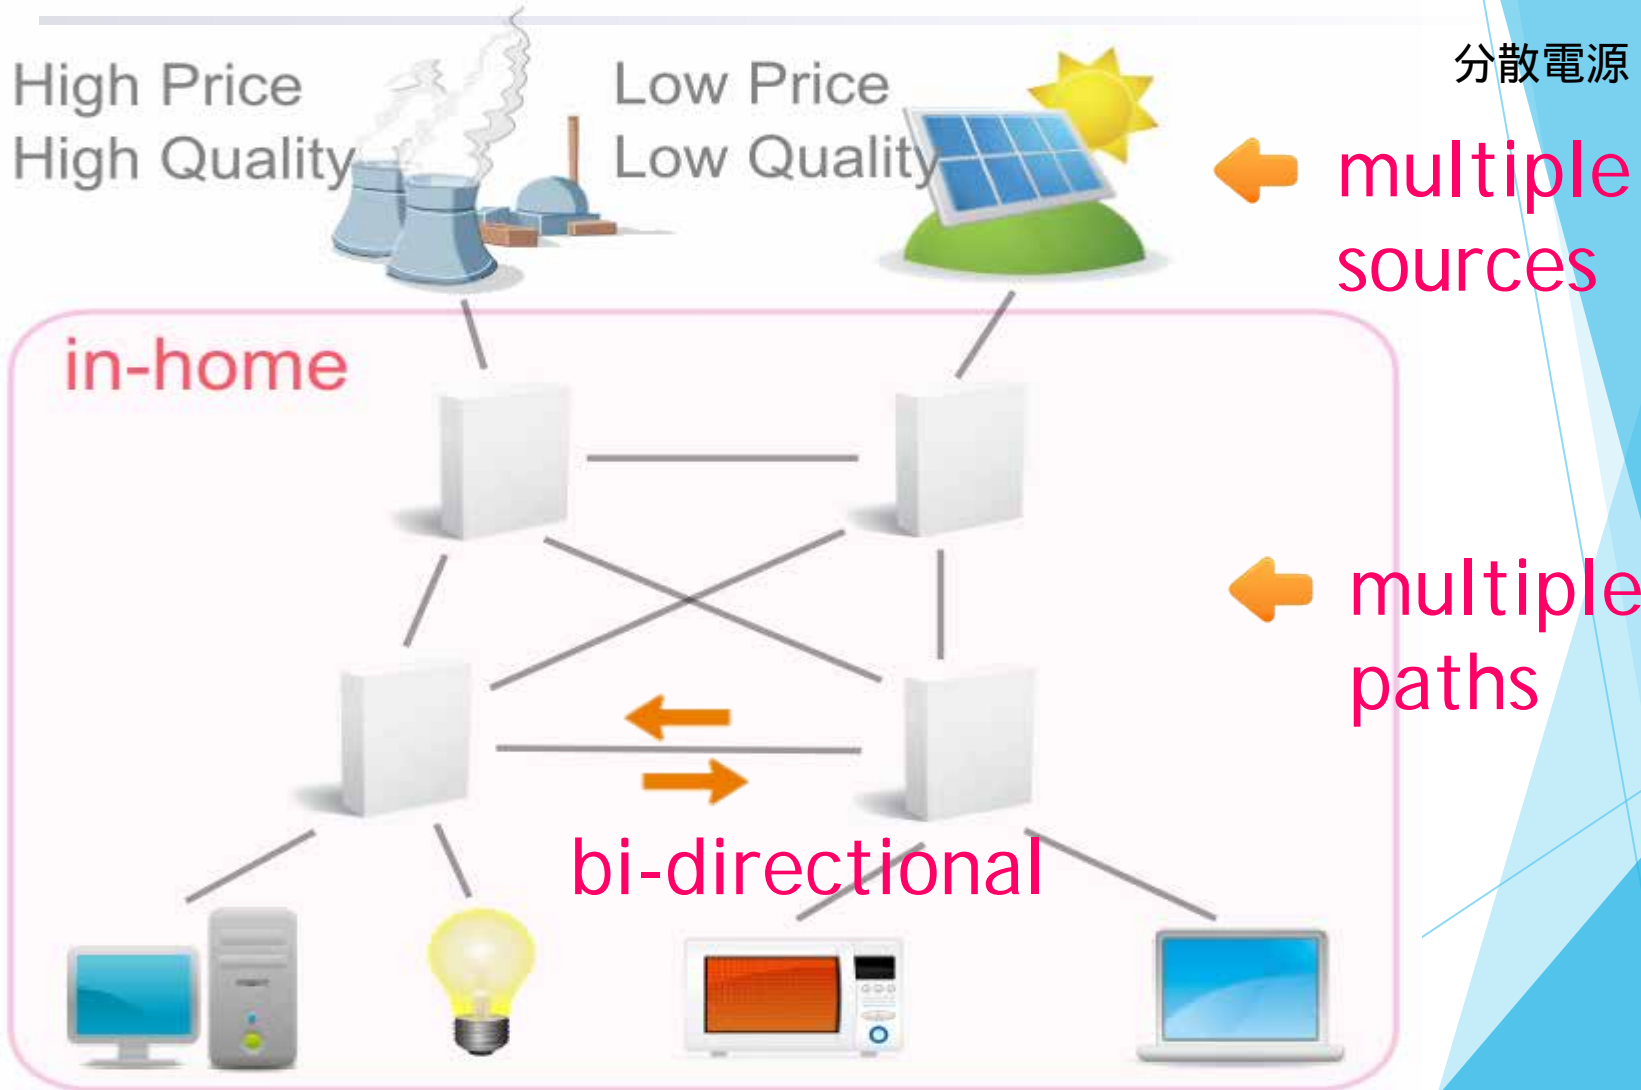 分散電源
High Price
High Quality
Low Price
Low Quality
multiple
sources
in-home
multiple
paths
bi-directional